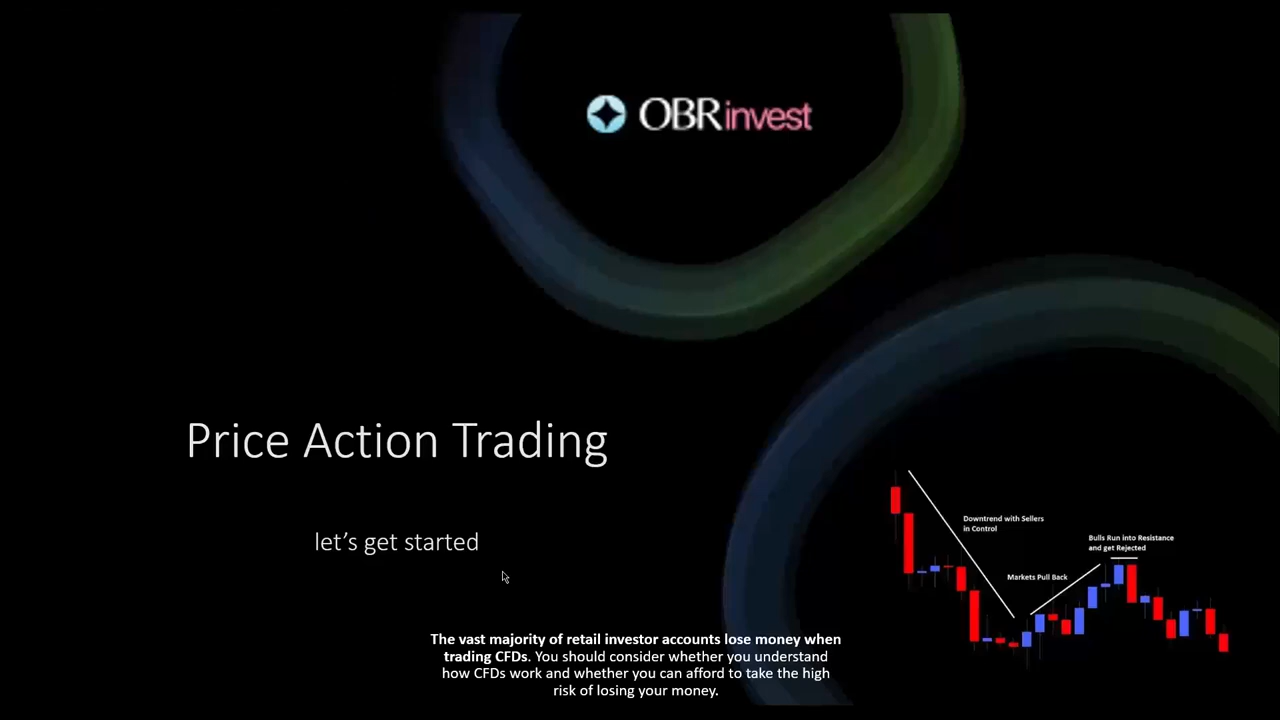 OBRinvest
Price Action Trading
let’s get started
Downtrend with Sellers
in Control
Markets Pull Back
Bulls Run into Resistance
and get Rejected
The vast majority of retail investor accounts lose money when
trading CFDs. You should consider whether you understand
how CFDs work and whether you can afford to take the high
risk of losing your money.